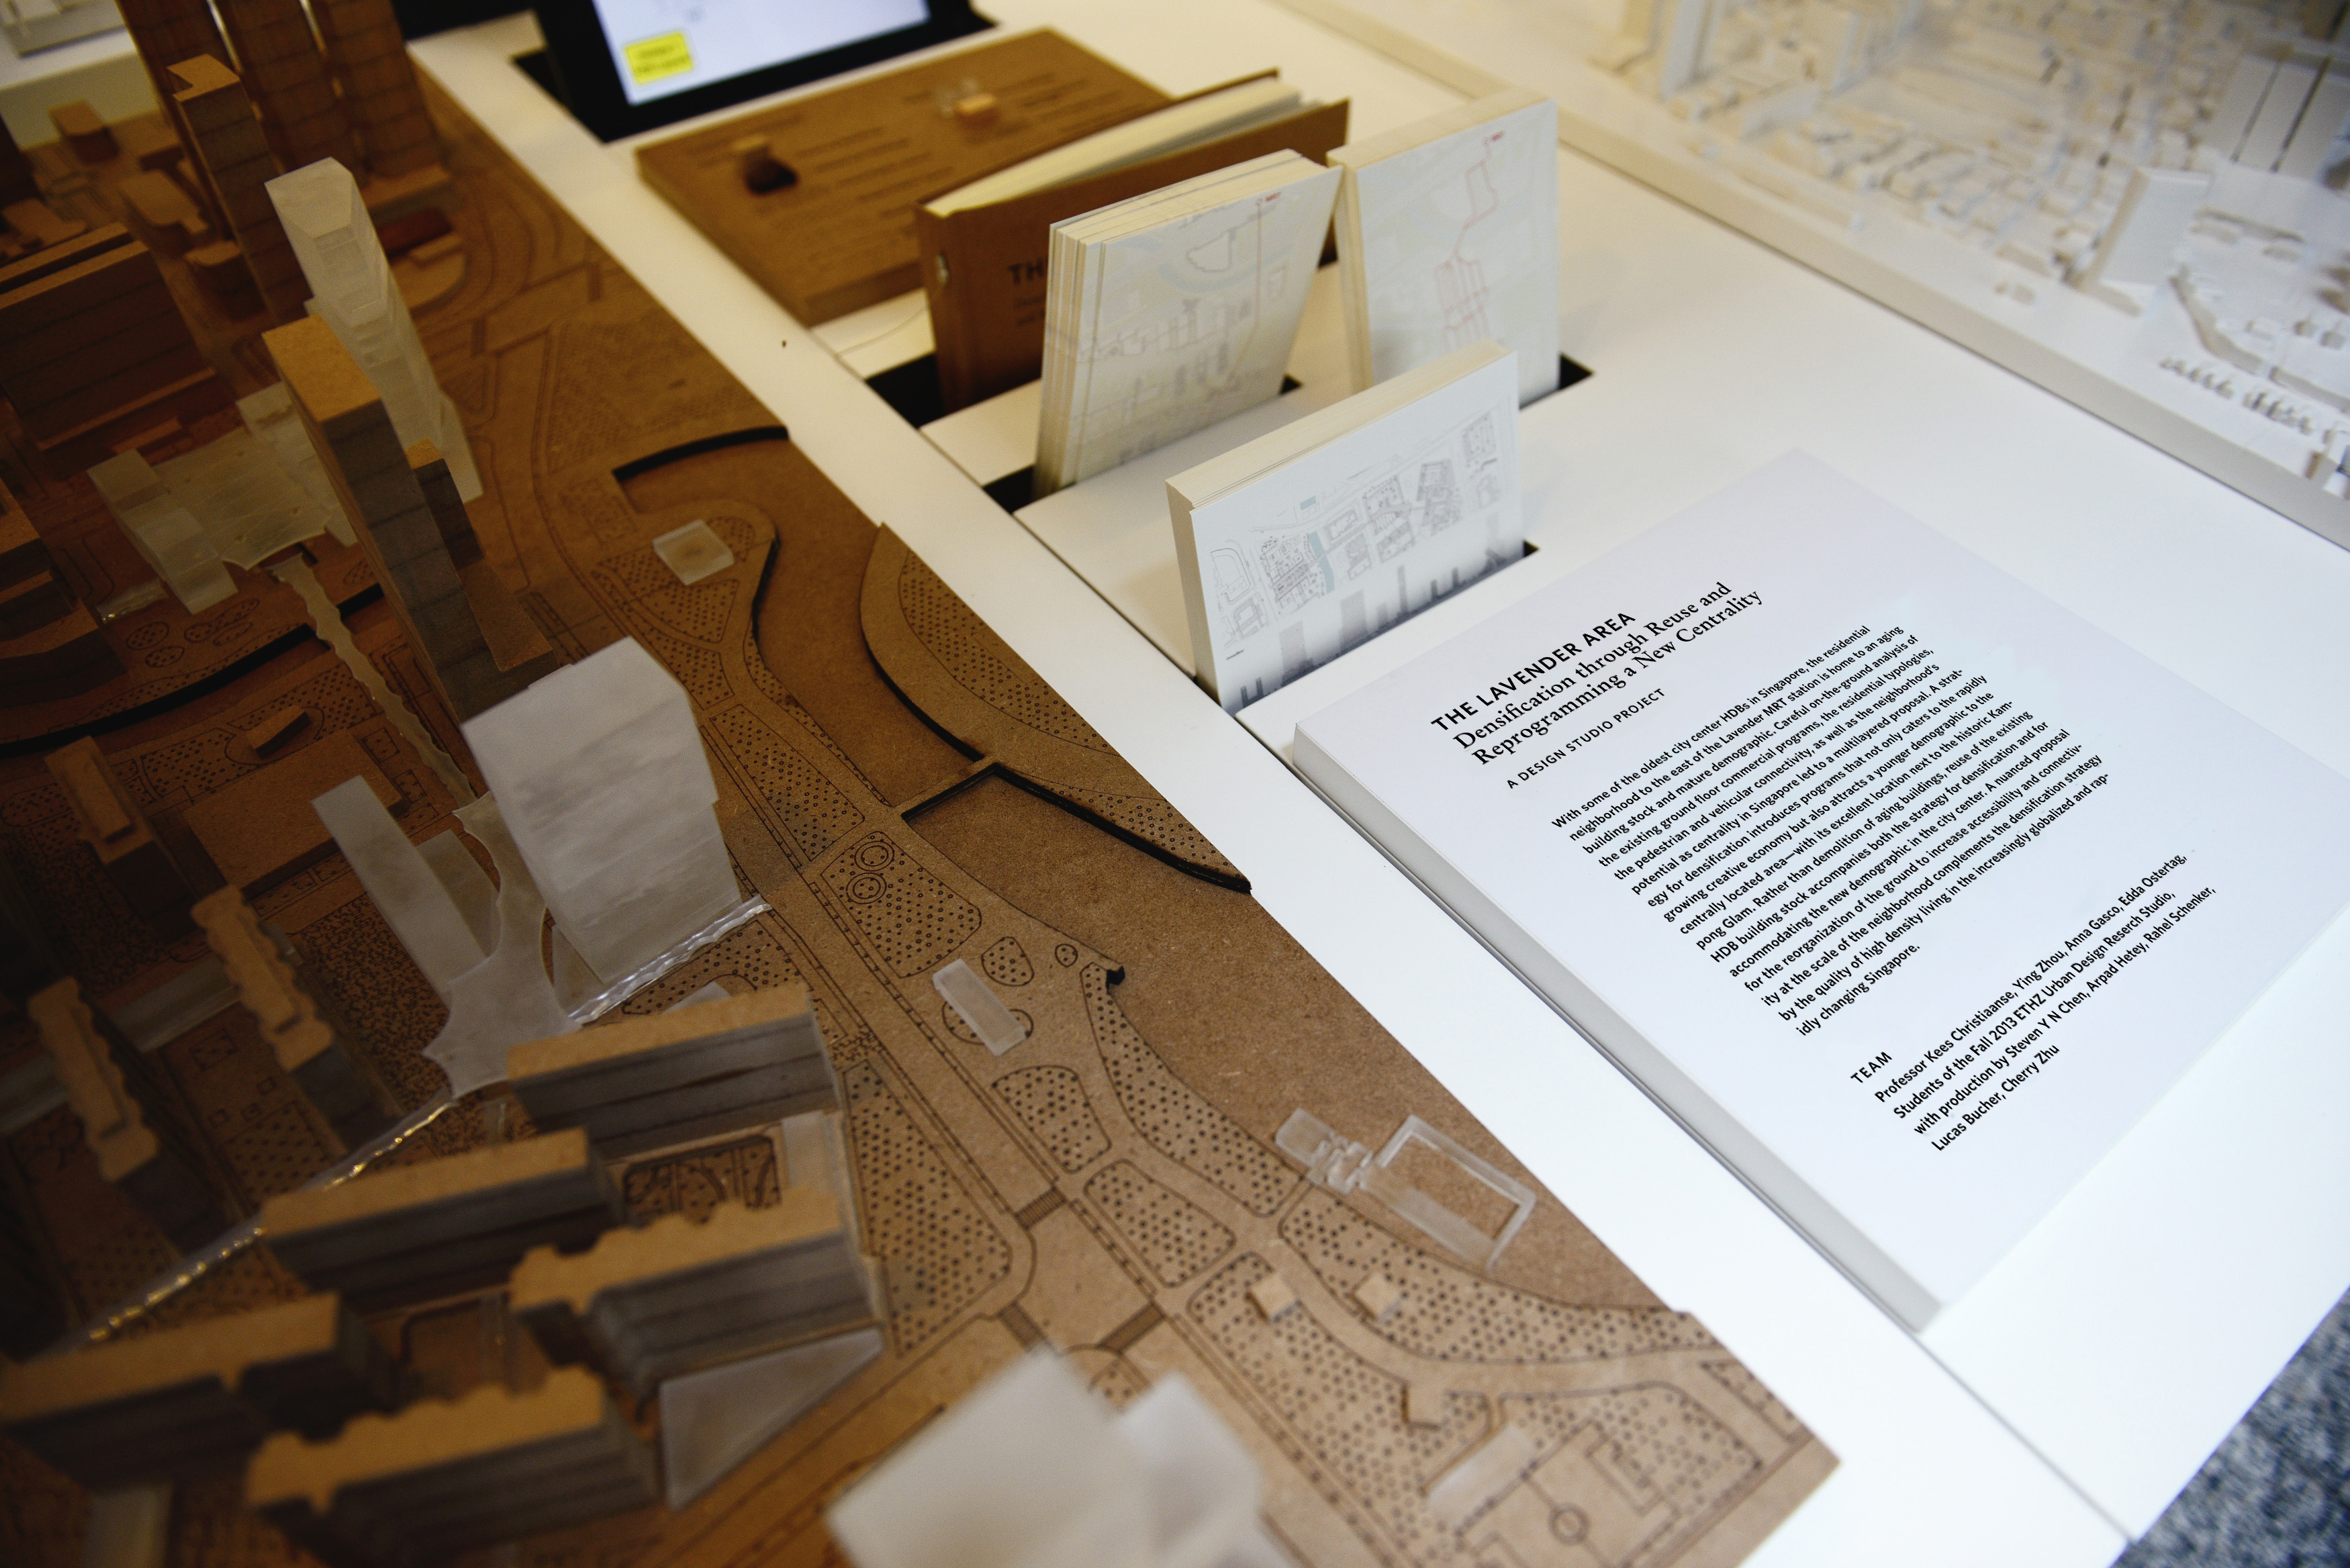 THE LAVENDER AREA
Densification through Reuse and
Reprogramming a New Centrality
A DESIGN STUDIO PROJECT
With some of the oldest city center HDBs in Singapore, the residential
neighborhood to the east of the Lavender MRT station is home to an aging
building stock and mature demographic. Careful on-the-ground analysis of
the existing ground floor commercial programs, the residential typologies,
the pedestrian and vehicular connectivity, as well as the neighborhood's
potential as centrality in Singapore led to a multilayered proposal. A strat-
egy for densification introduces programs that not only caters to the rapidly
growing creative economy but also attracts a younger demographic to the
centrally located area—with its excellent location next to the historic Kam-
pong Glam. Rather than demolition of aging buildings, reuse of the existing
HDB building stock accompanies both the strategy for densification and for
accommodating the new demographic in the city center. A nuanced proposal
for the reorganization of the ground to increase accessibility and connectiv-
ity at the scale of the neighborhood complements the densification strategy
by the quality of high density living in the increasingly globalized and rap-
idly changing Singapore.
TEAM
Professor Kees Christiaanse, Ying Zhou, Anna Gasco, Edda Ostertag,
Students of the Fall 2013 ETHZ Urban Design Reserch Studio,
with production by Steven Y N Chen, Arpad Hetey, Rahel Schenker,
Lucas Bucher, Cherry Zhu